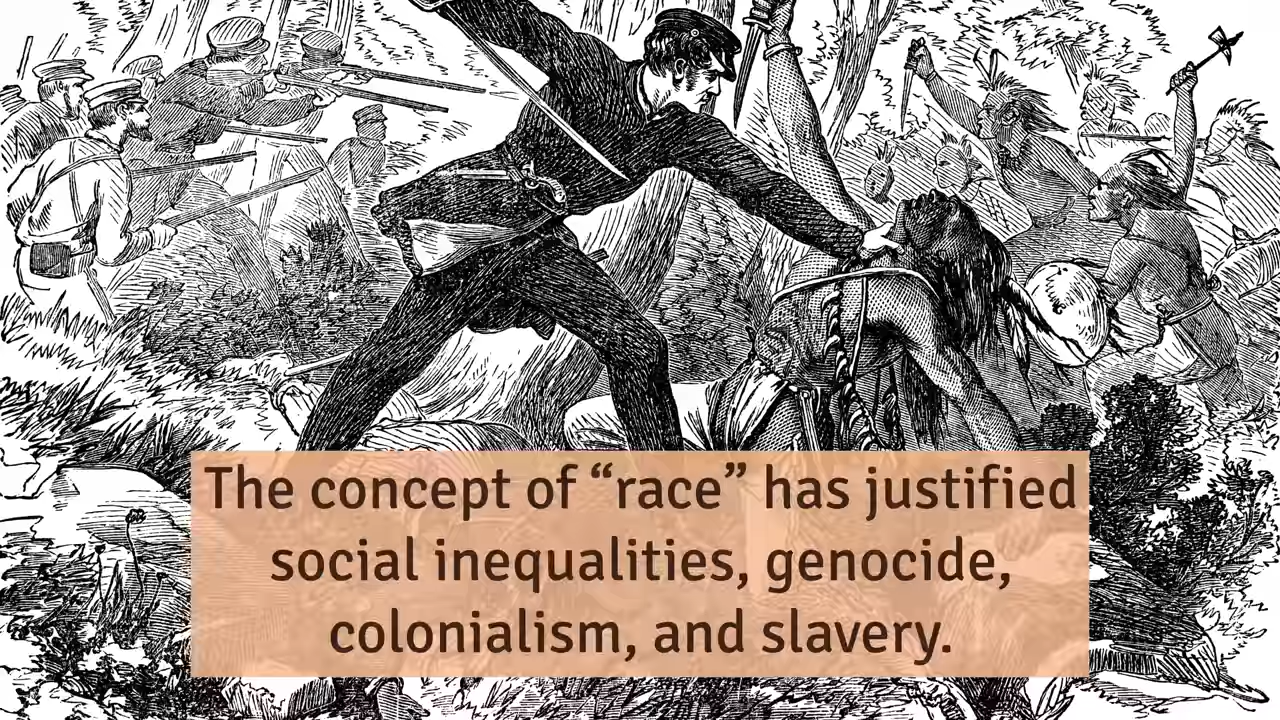 The concept of “race” has justified
social inequalities, genocide,
colonialism, and slavery.